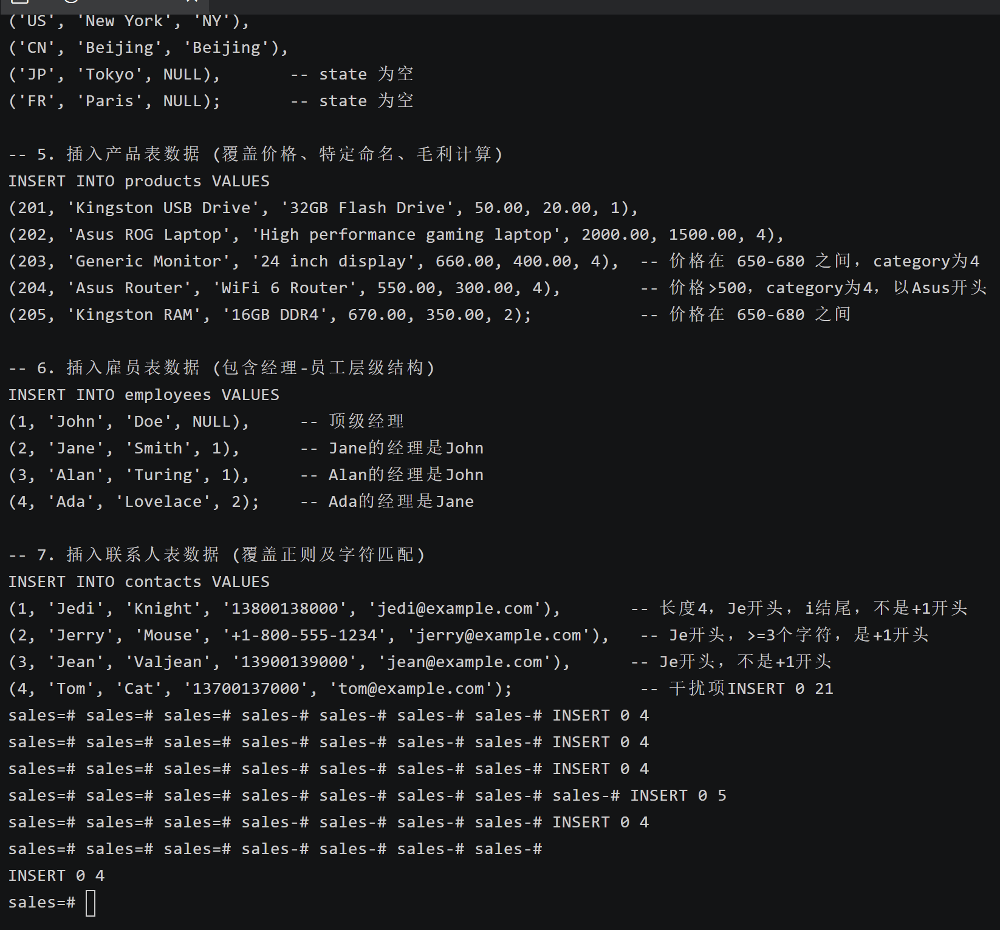 ('US', 'New York', 'NY'),
('CN', 'Beijing', 'Beijing'),
('JP', 'Tokyo', NULL),       -- state 为空
('FR', 'Paris', NULL);       -- state 为空

-- 5. 插入产品表数据 (覆盖价格、特定命名、毛利计算)
INSERT INTO products VALUES
(201, 'Kingston USB Drive', '32GB Flash Drive', 50.00, 20.00, 1),
(202, 'Asus ROG Laptop', 'High performance gaming laptop', 2000.00, 1500.00, 4),
(203, 'Generic Monitor', '24 inch display', 660.00, 400.00, 4),  -- 价格在 650-680 之间，category为4
(204, 'Asus Router', 'WiFi 6 Router', 550.00, 300.00, 4),        -- 价格>500，category为4，以Asus开头
(205, 'Kingston RAM', '16GB DDR4', 670.00, 350.00, 2);           -- 价格在 650-680 之间

-- 6. 插入雇员表数据 (包含经理-员工层级结构)
INSERT INTO employees VALUES
(1, 'John', 'Doe', NULL),     -- 顶级经理
(2, 'Jane', 'Smith', 1),      -- Jane的经理是John
(3, 'Alan', 'Turing', 1),     -- Alan的经理是John
(4, 'Ada', 'Lovelace', 2);    -- Ada的经理是Jane

-- 7. 插入联系人表数据 (覆盖正则及字符匹配)
INSERT INTO contacts VALUES
(1, 'Jedi', 'Knight', '13800138000', 'jedi@example.com'),       -- 长度4，Je开头，i结尾，不是+1开头
(2, 'Jerry', 'Mouse', '+1-800-555-1234', 'jerry@example.com'),   -- Je开头，>=3个字符，是+1开头
(3, 'Jean', 'Valjean', '13900139000', 'jean@example.com'),      -- Je开头，不是+1开头
(4, 'Tom', 'Cat', '13700137000', 'tom@example.com');             -- 干扰项INSERT 0 21
sales=# sales=# sales=# sales-# sales-# sales-# sales-# INSERT 0 4
sales=# sales=# sales=# sales-# sales-# sales-# sales-# INSERT 0 4
sales=# sales=# sales=# sales-# sales-# sales-# sales-# INSERT 0 4
sales=# sales=# sales=# sales-# sales-# sales-# sales-# sales-# INSERT 0 5
sales=# sales=# sales=# sales-# sales-# sales-# sales-# INSERT 0 4
sales=# sales=# sales=# sales-# sales-# sales-# sales-#
INSERT 0 4
sales=#